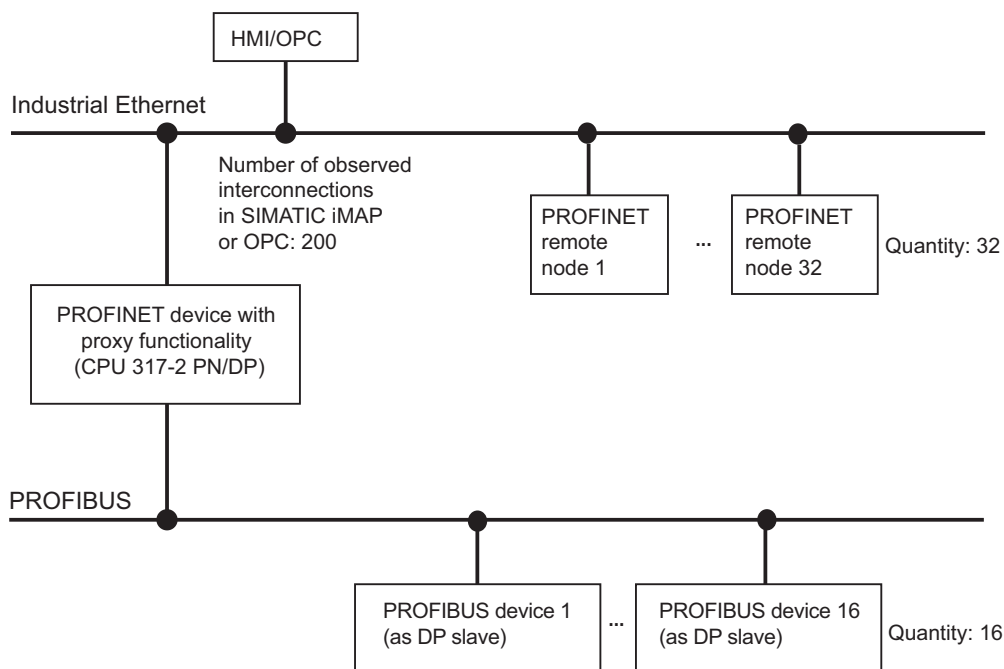 HMI/OPC
Industrial Ethernet
Number of observed
interconnections
in SIMATIC iMAP
or OPC: 200
PROFINET
remote
node 1
...
PROFINET
remote
node 32
Quantity: 32
PROFINET device with
proxy functionality
(CPU 317-2 PN/DP)
PROFIBUS
PROFIBUS device 1
(as DP slave)
...
PROFIBUS device 16
(as DP slave)
Quantity: 16